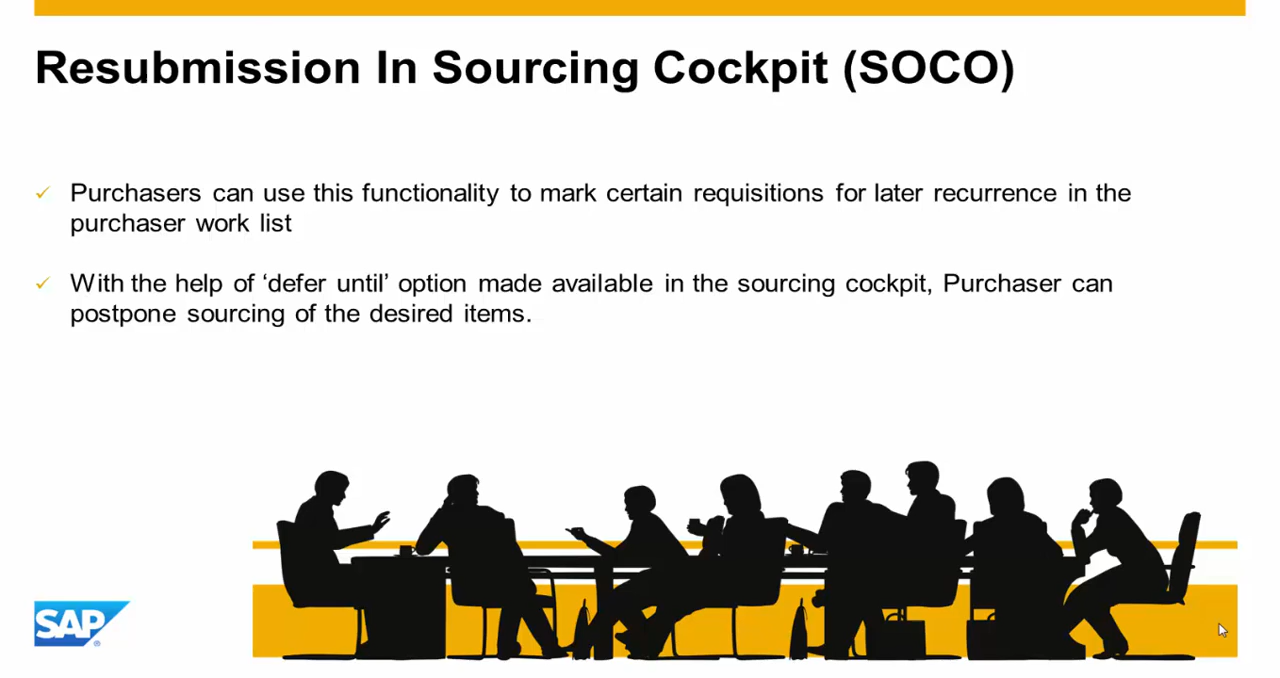 Resubmission In Sourcing Cockpit (SOCO)
Purchasers can use this functionality to mark certain requisitions for later recurrence in the
purchaser work list
With the help of ‘defer until’ option made available in the sourcing cockpit, Purchaser can
postpone sourcing of the desired items.
SAP®